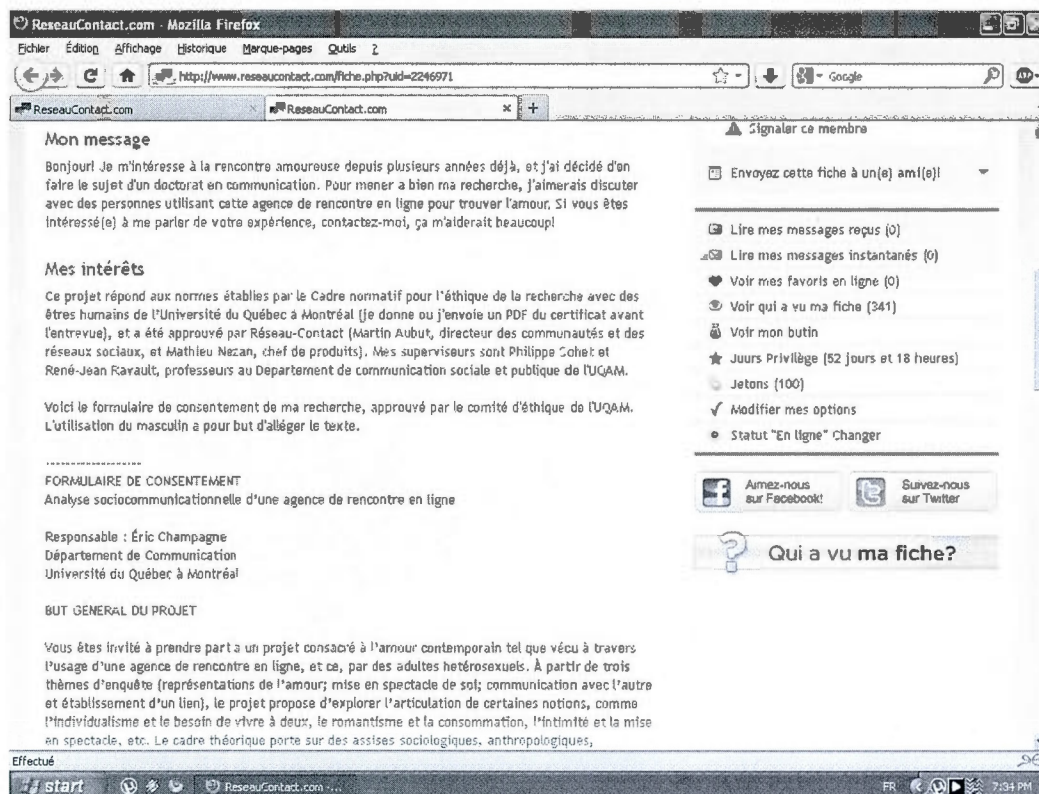 ReseauContact.com - Mozilla Firefox
Fichier Édition Affichage Historique Marque-pages Outils ?
http://www.reseaucontact.com/fiche.php?uid=2246971
Google
ABP
ReseauContact.com
ReseauContact.com
Mon message
Bonjour! Je m'intéresse à la rencontre amoureuse depuis plusieurs années déjà, et j'ai décidé d'en
faire le sujet d'un doctorat en communication. Pour mener a bien ma recherche, j'aimerais discuter
avec des personnes utilisant cette agence de rencontre en ligne pour trouver l'amour. Si vous êtes
intéressé(e) à me parler de votre expérience, contactez-moi, ça m'aiderait beaucoup!
Mes intérêts
Ce projet répond aux normes établies par le Cadre normatif pour l'éthique de la recherche avec des
êtres humains de l'Université du Québec à Montréal (je donne ou j'envoie un PDF du certificat avant
l'entrevue), et a été approuvé par Réseau-Contact (Martin Aubut, directeur des communautés et des
réseaux sociaux, et Mathieu Nezan, chef de produits). Mes superviseurs sont Philippe Sohet et
René-Jean Ravault, professeurs au Departement de communication sociale et publique de l'UQAM.
Voici le formulaire de consentement de ma recherche, approuvé par le comité d'éthique de l'UQAM.
L'utilisation du masculin a pour but d'alléger le texte.
--------------------
FORMULAIRE DE CONSENTEMENT
Analyse sociocommunicationnelle d'une agence de rencontre en ligne
Responsable : Éric Champagne
Département de Communication
Université du Québec à Montréal
BUT GENERAL DU PROJET
Vous êtes invité à prendre part a un projet consacré à l'amour contemporain tel que vécu à travers
l'usage d'une agence de rencontre en ligne, et ce, par des adultes hetérosexuels. À partir de trois
thèmes d'enquête (représentations de l'amour; mise en spectacle de soi; communication avec l'autre
et établissement d'un lien), le projet propose d'explorer l'articulation de certaines notions, comme
l'individualisme et le besoin de vivre à deux, le romantisme et la consommation, l'intimité et la mise
en spectacle, etc. Le cadre théorique porte sur des assises sociologiques, anthropologiques,
Signaler ce membre
Envoyez cette fiche à un(e) ami(e)!
Lire mes messages reçus (0)
Lire mes messages instantanés (0)
Voir mes favoris en ligne (0)
Voir qui a vu ma fiche (341)
Voir mon butin
Jours Privilège (52 jours et 18 heures)
Jetons (100)
Modifier mes options
Statut "En ligne" Changer
Aimez-nous
sur Facebook!
Suivez-nous
sur Twitter
Qui a vu ma fiche?
Effectué
start
ReseauContact.com -...
FR
7:34 PM